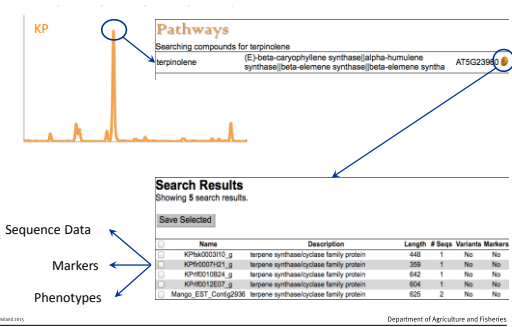 KP
Pathways
Searching compounds for terpinolene
terpinolene (E)-beta-caryophyllene synthase||alpha-humulene synthase||beta-elemene synthase||beta-elemene syntha AT5G23960
Search Results
Showing 5 search results.
Save Selected
Name Description Length # Seqs Variants Markers
KPfsk0003I10_g terpene synthase/cyclase family protein 448 1 No No
KPflr0007H21_g terpene synthase/cyclase family protein 359 1 No No
KPrlf0010B24_g terpene synthase/cyclase family protein 642 1 No No
KPrlf0012E07_g terpene synthase/cyclase family protein 604 1 No No
Mango_EST_Contig2936 terpene synthase/cyclase family protein 625 2 No No
Sequence Data
Markers
Phenotypes
2015
Department of Agriculture and Fisheries